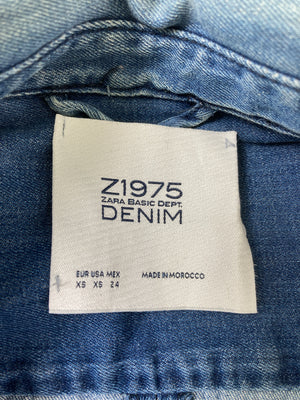 Z1975
ZARA BASIC DEPT.
DENIM
EUR USA MEX
XS XS 24
MADE IN MOROCCO